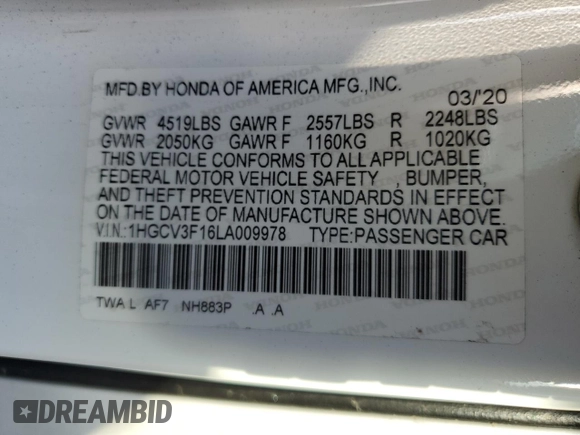 MFD.BY HONDA OF AMERICA MFG.,INC.
03/'20
GVWR 4519LBS GAWR F 2557LBS R 2248LBS
GVWR 2050KG GAWR F 1160KG R 1020KG
THIS VEHICLE CONFORMS TO ALL APPLICABLE
FEDERAL MOTOR VEHICLE SAFETY , BUMPER,
AND THEFT PREVENTION STANDARDS IN EFFECT
ON THE DATE OF MANUFACTURE SHOWN ABOVE.
V.I.N.:1HGCV3F16LA009978 TYPE:PASSENGER CAR
TWA L AF7 NH883P .A .A
DREAMBID